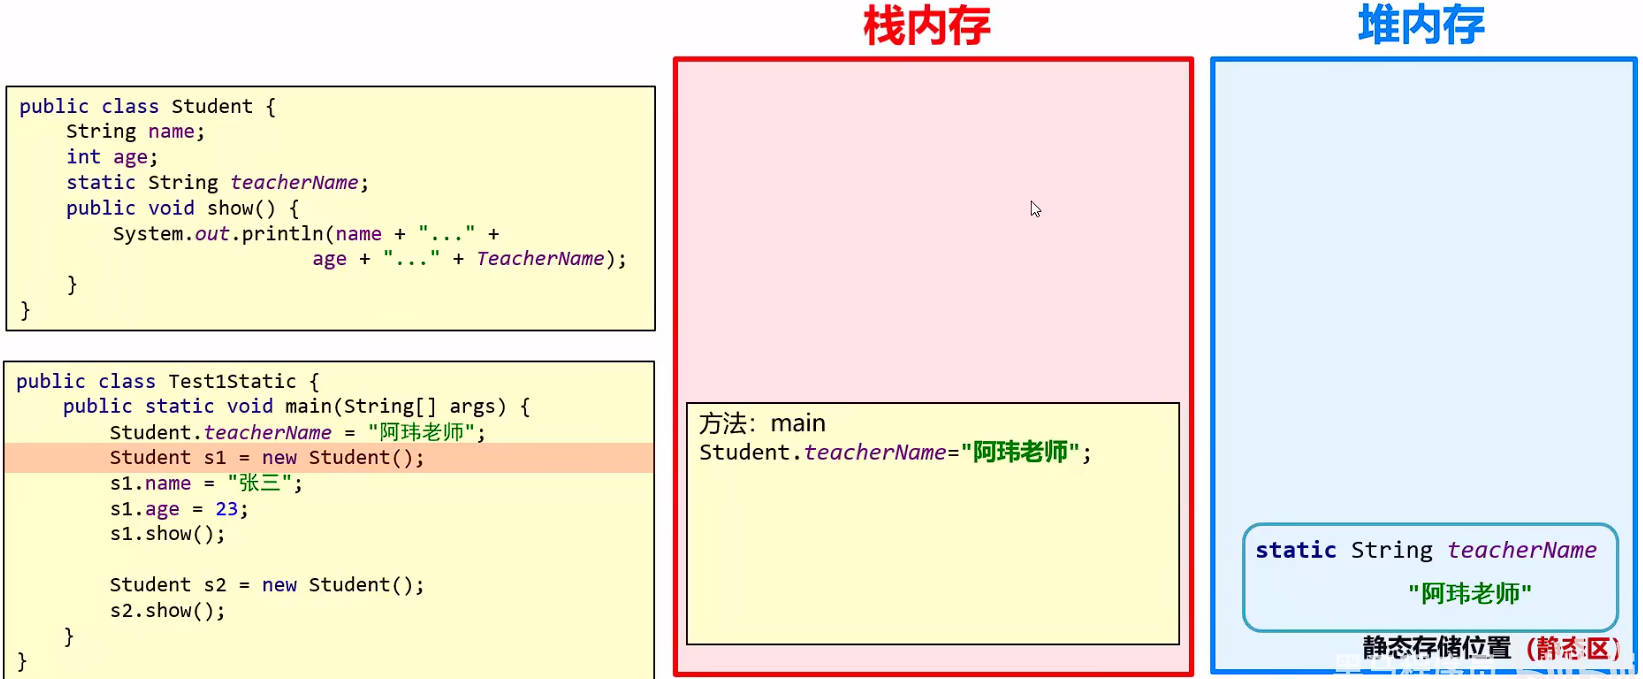 栈内存
堆内存
public class Student {
String name;
int age;
static String teacherName;
public void show() {
System.out.println(name + "..." +
age + "..." + TeacherName);
}
}
public class Test1Static {
public static void main(String[] args) {
Student.teacherName = "阿玮老师";
Student s1 = new Student();
s1.name = "张三";
s1.age = 23;
s1.show();
Student s2 = new Student();
s2.show();
}
}
方法：main
Student.teacherName="阿玮老师";
static String teacherName
"阿玮老师"
静态存储位置（静态区）